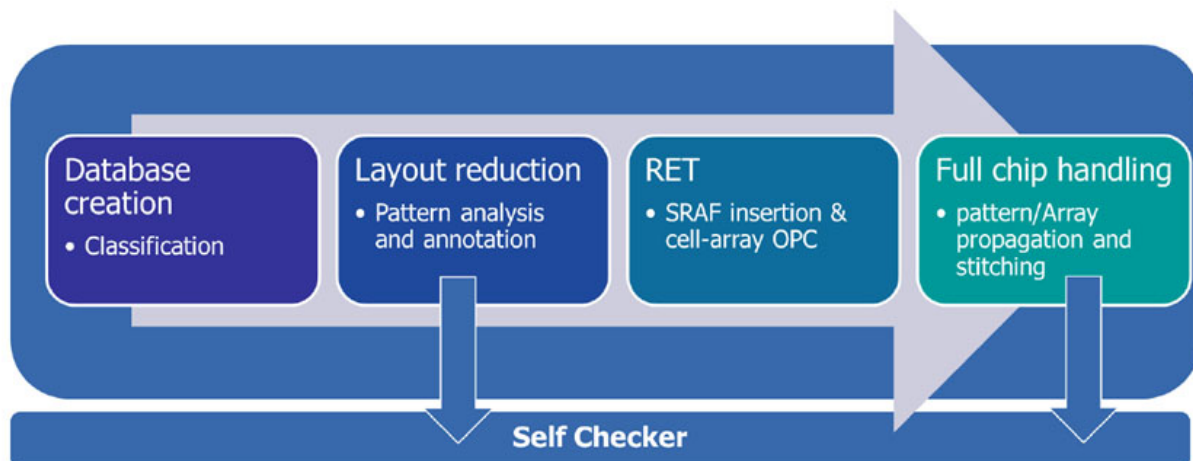 Database
creation
• Classification
Layout reduction
• Pattern analysis
and annotation
RET
• SRAF insertion &
cell-array OPC
Full chip handling
• pattern/Array
propagation and
stitching
Self Checker